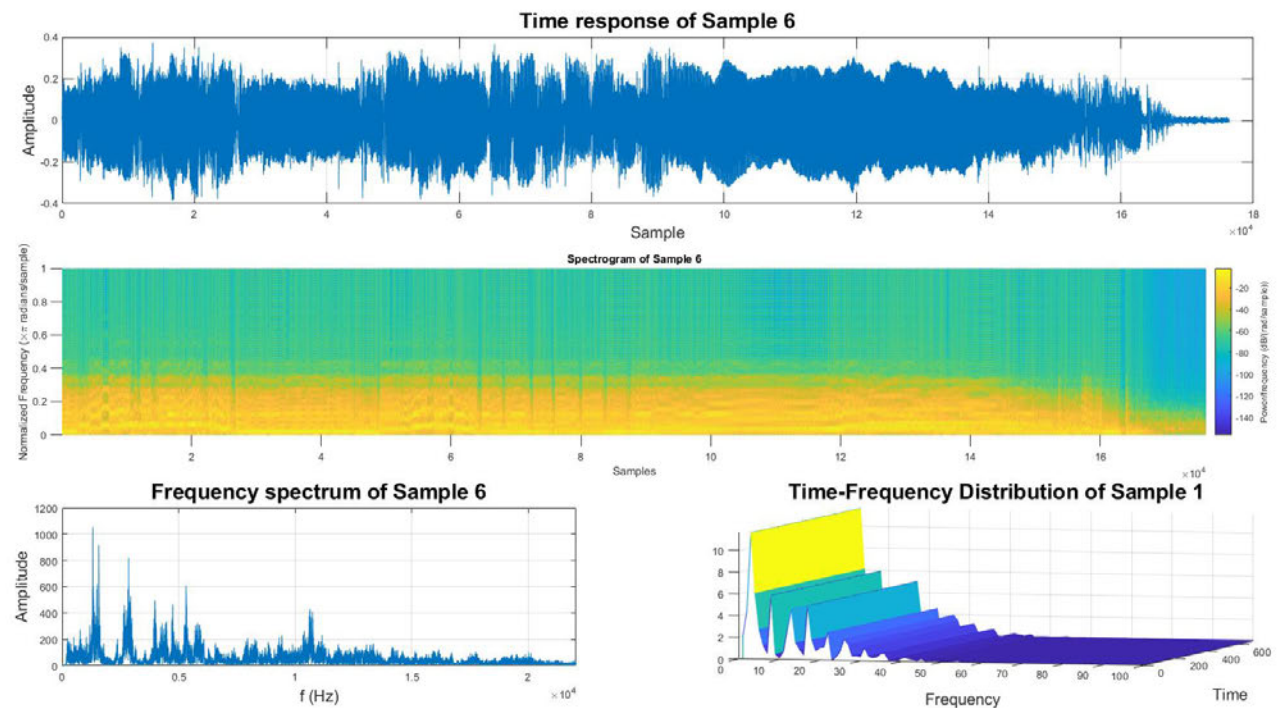 Time response of Sample 6
Amplitude
0.4
0.2
0
-0.2
-0.4
0 2 4 6 8 10 12 14 16 18
×10⁴
Sample
Spectrogram of Sample 6
Normalized Frequency (×π radians/sample)
1
0.8
0.6
0.4
0.2
0
2 4 6 8 10 12 14 16
×10⁴
Samples
-20
-40
-60
-80
-100
-120
-140
Power/frequency (dB/(rad/sample))
Frequency spectrum of Sample 6
Amplitude
1200
1000
800
600
400
200
0
0 0.5 1 1.5 2
×10⁴
f (Hz)
Time-Frequency Distribution of Sample 1
10
8
6
4
2
0
0 10 20 30 40 50 60 70 80 90 100
0 200 400 600
Frequency
Time